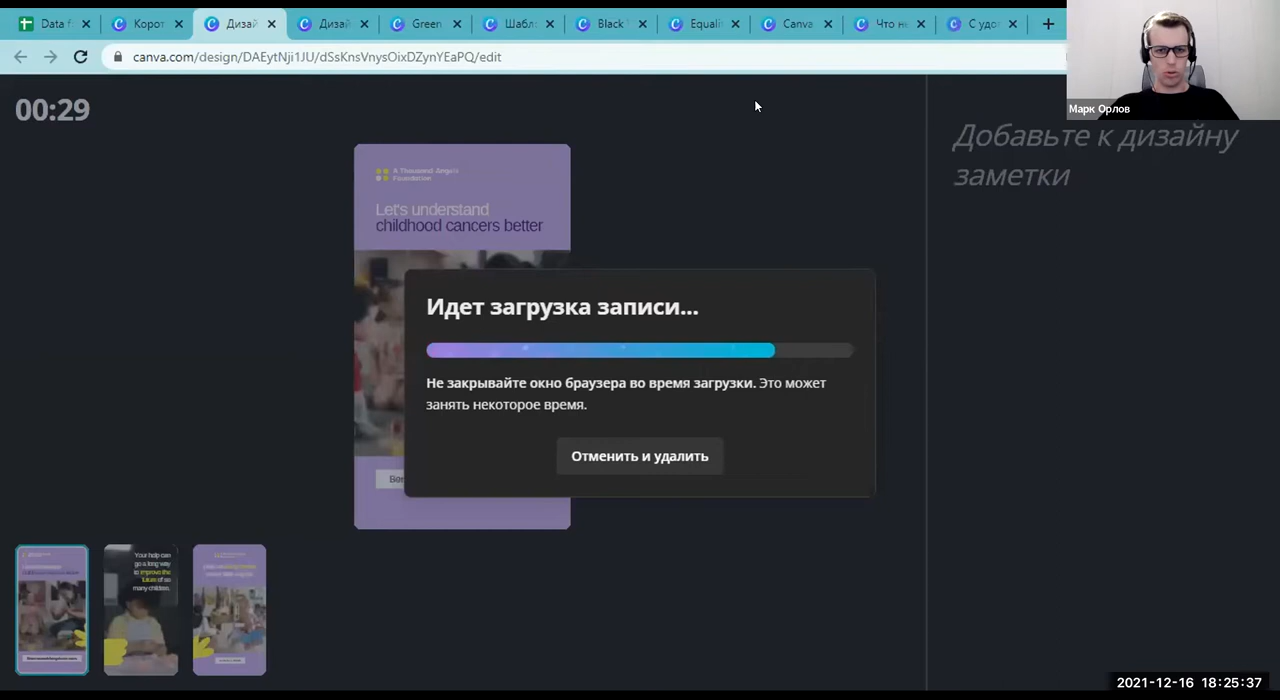 Data f
Корот
Дизай
Дизай
Green
Шабл
Black
Equali
Canva
Что н
С удо
canva.com/design/DAEytNji1JU/dSsKnsVnysOixDZynYEaPQ/edit
Марк Орлов
00:29
Добавьте к дизайну
заметки
A Thousand Angels
Foundation
Let's understand
childhood cancers better
Идет загрузка записи...
Не закрывайте окно браузера во время загрузки. Это может
занять некоторое время.
Отменить и удалить
Your help can
go a long way
to improve the
future of so
many children.
2021-12-16 18:25:37